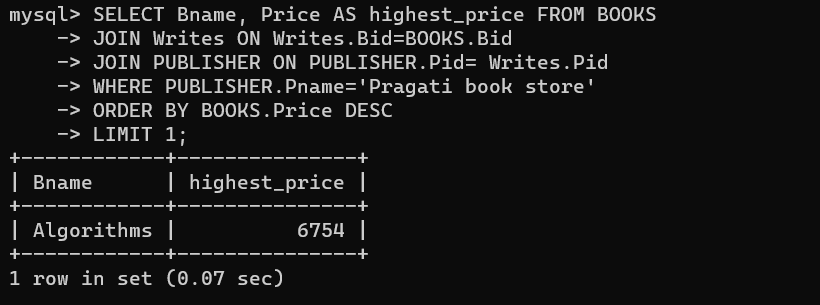 mysql> SELECT Bname, Price AS highest_price FROM BOOKS
    -> JOIN Writes ON Writes.Bid=BOOKS.Bid
    -> JOIN PUBLISHER ON PUBLISHER.Pid= Writes.Pid
    -> WHERE PUBLISHER.Pname='Pragati book store'
    -> ORDER BY BOOKS.Price DESC
    -> LIMIT 1;
+------------+---------------+
| Bname      | highest_price |
+------------+---------------+
| Algorithms |          6754 |
+------------+---------------+
1 row in set (0.07 sec)